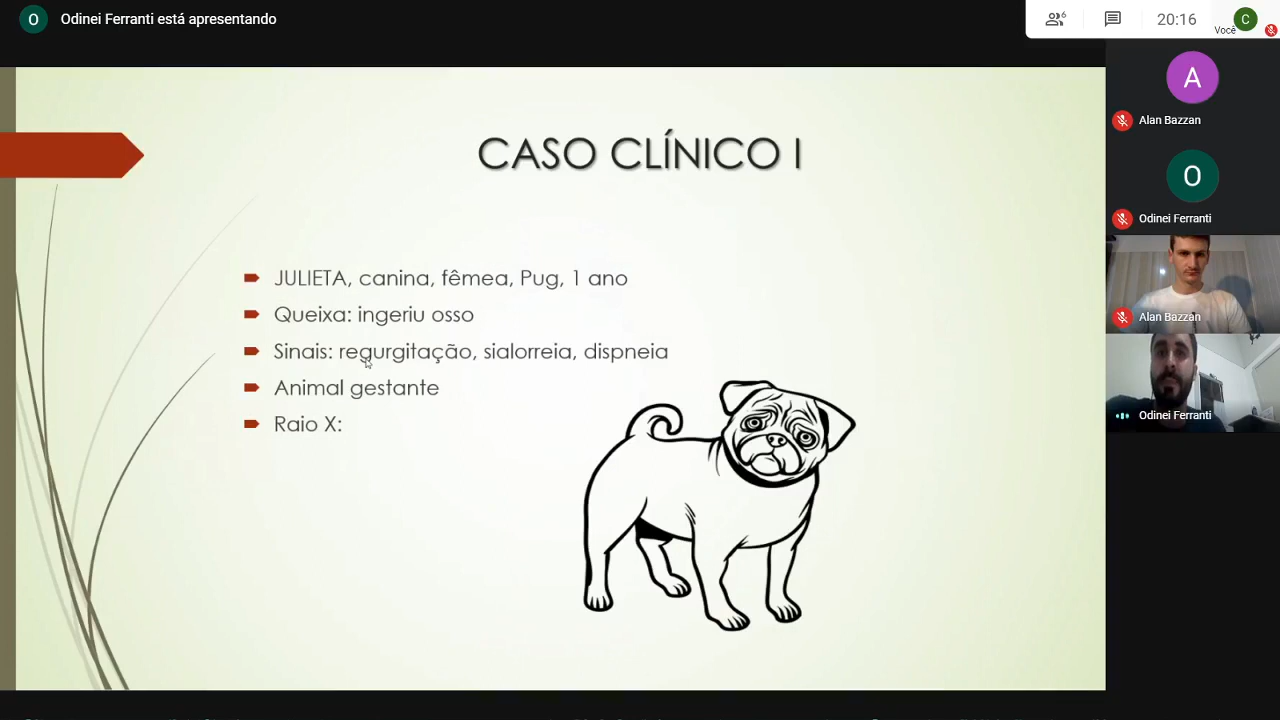 O
Odinei Ferranti está apresentando
6
20:16
Você
C
CASO CLÍNICO I
JULIETA, canina, fêmea, Pug, 1 ano
Queixa: ingeriu osso
Sinais: regurgitação, sialorreia, dispneia
Animal gestante
Raio X:
A
Alan Bazzan
O
Odinei Ferranti
Alan Bazzan
Odinei Ferranti